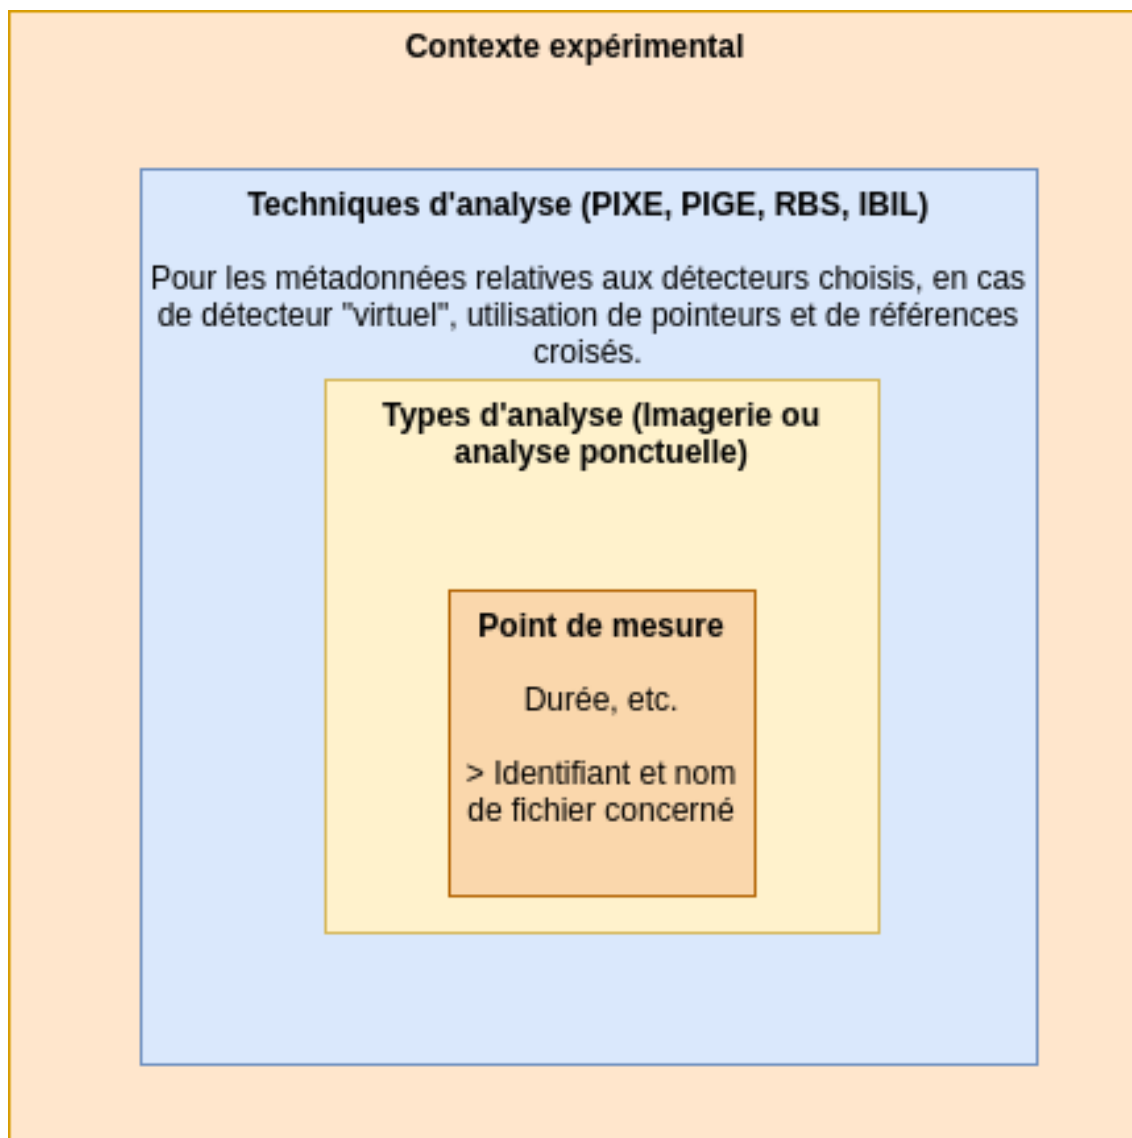 Contexte expérimental
Techniques d'analyse (PIXE, PIGE, RBS, IBIL)
Pour les métadonnées relatives aux détecteurs choisis, en cas
de détecteur "virtuel", utilisation de pointeurs et de références
croisés.
Types d'analyse (Imagerie ou
analyse ponctuelle)
Point de mesure
Durée, etc.
> Identifiant et nom
de fichier concerné